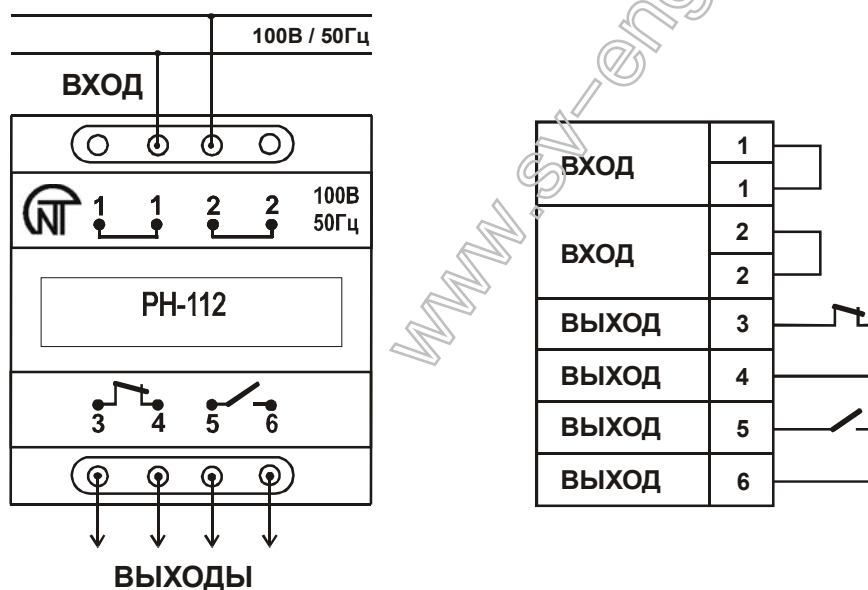 100В / 50Гц
ВХОД
NT
1 1 2 2
100В
50Гц
РН-112
3 4 5 6
ВЫХОДЫ
www.sv-eng
ВХОД 1
1
ВХОД 2
2
ВЫХОД 3
ВЫХОД 4
ВЫХОД 5
ВЫХОД 6